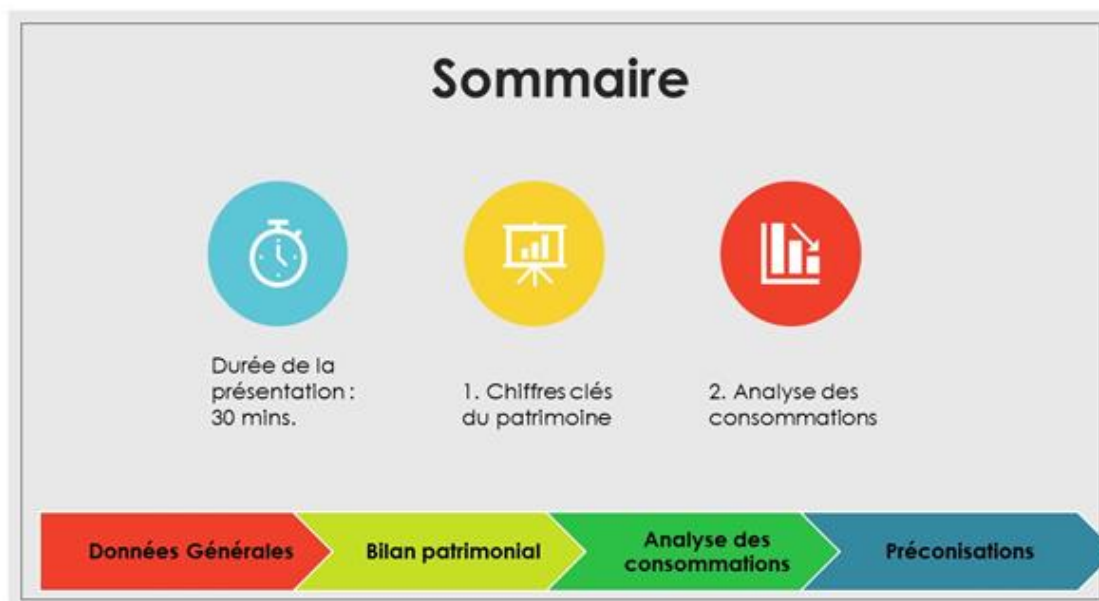 Sommaire
Durée de la
présentation :
30 mins.
1. Chiffres clés
du patrimoine
2. Analyse des
consommations
Données Générales
Bilan patrimonial
Analyse des
consommations
Préconisations